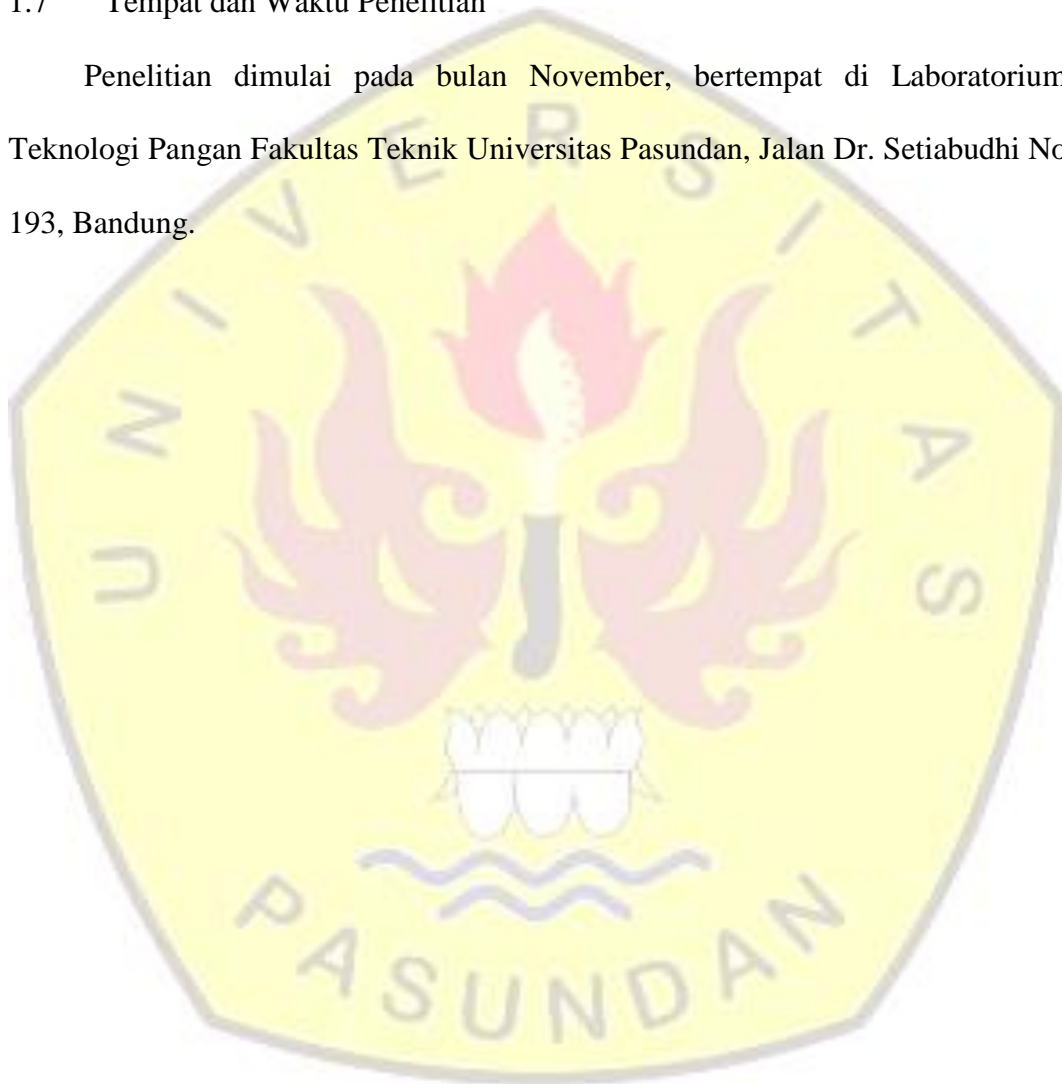 1.7 Tempat dan Waktu Penelitian
Penelitian dimulai pada bulan November, bertempat di Laboratorium
Teknologi Pangan Fakultas Teknik Universitas Pasundan, Jalan Dr. Setiabudhi No
193, Bandung.
UNIVERSITAS
PASUNDAN